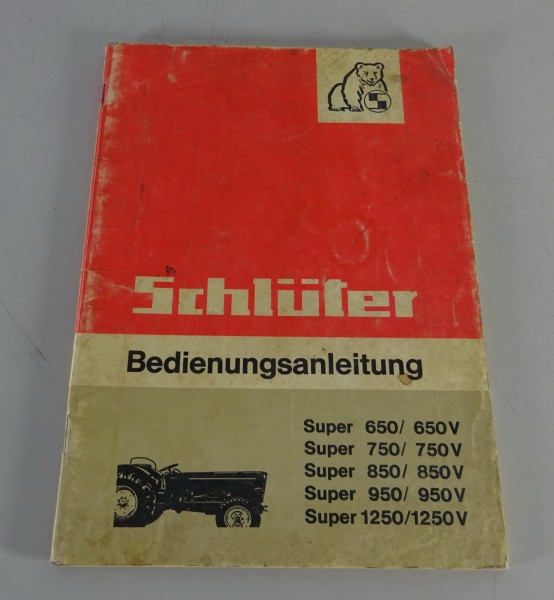 Schlüter
Bedienungsanleitung
Super 650/ 650V
Super 750/ 750V
Super 850/ 850V
Super 950/ 950V
Super 1250/1250V